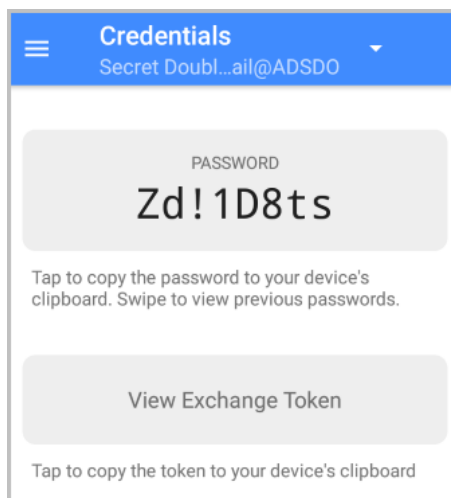 Credentials
Secret Doubl...ail@ADSDO
PASSWORD
Zd!1D8ts
Tap to copy the password to your device's
clipboard. Swipe to view previous passwords.
View Exchange Token
Tap to copy the token to your device's clipboard